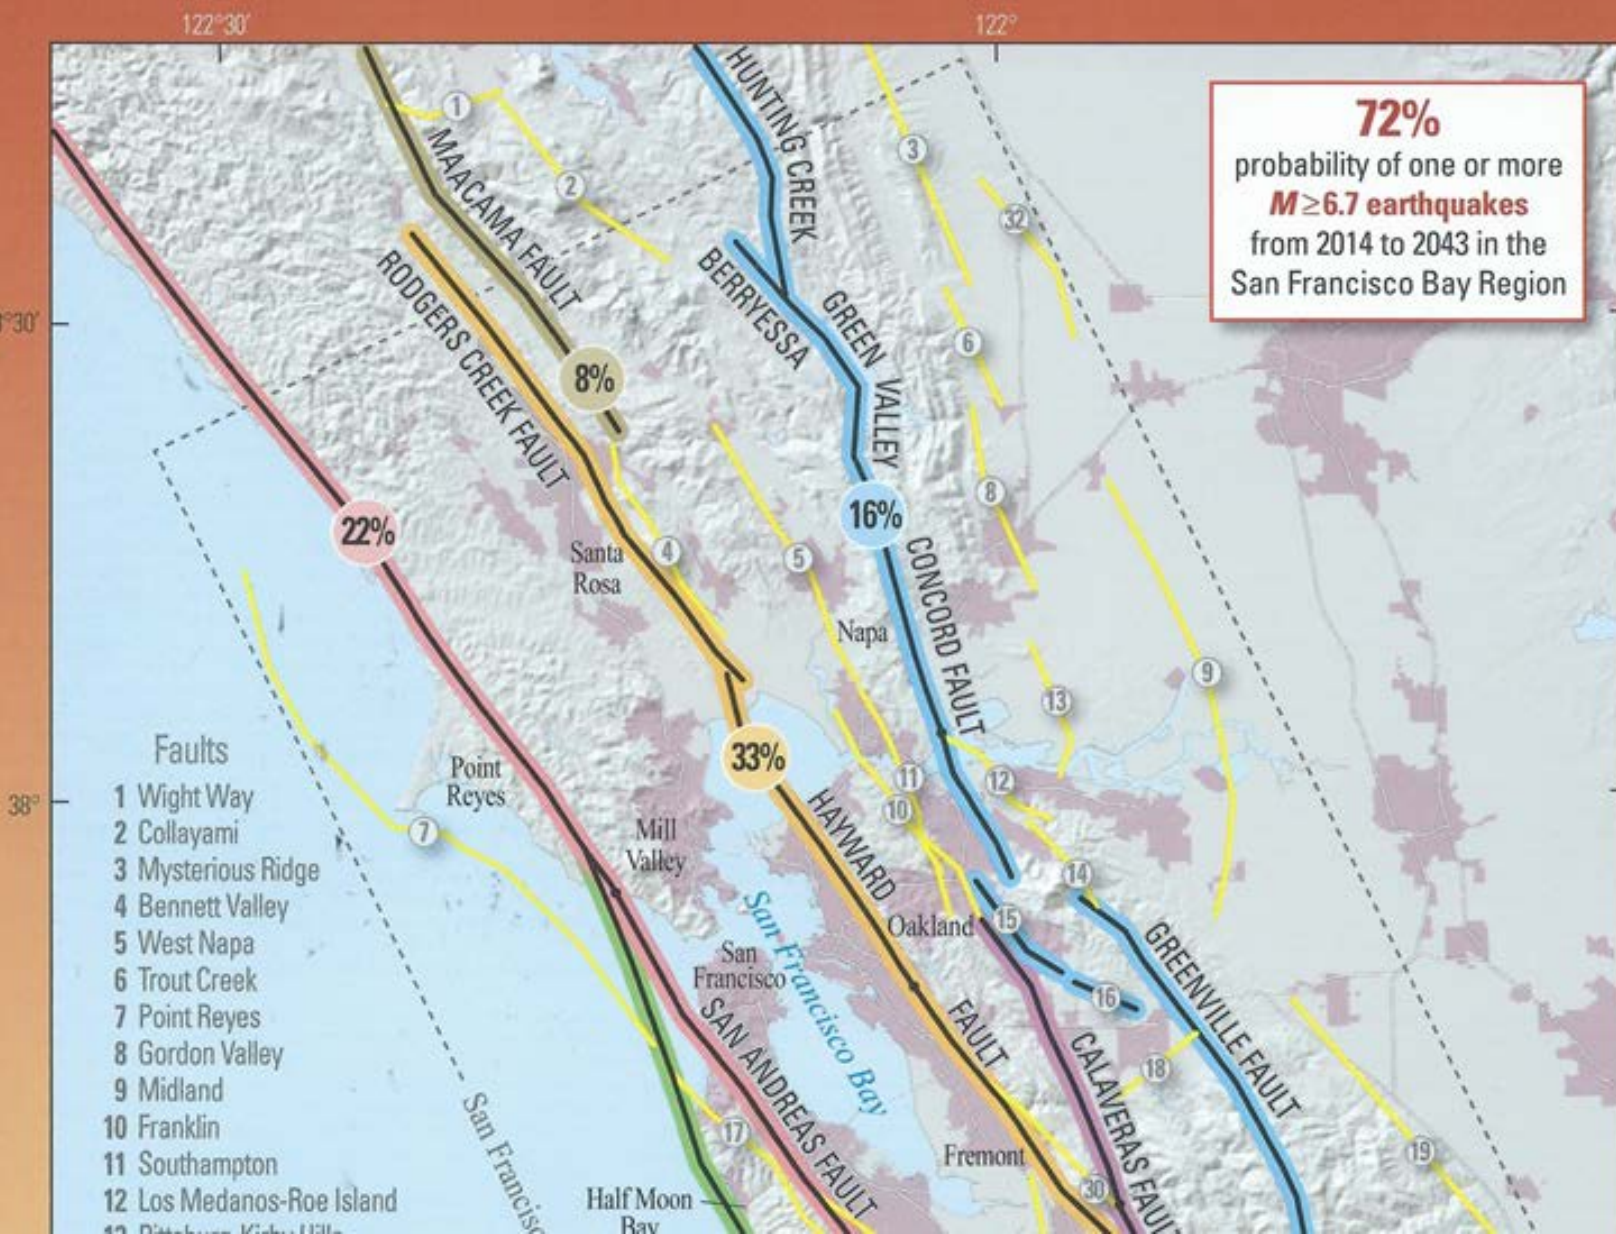 122°30′
122°
72%
probability of one or more
M≥6.7 earthquakes
from 2014 to 2043 in the
San Francisco Bay Region
HUNTING CREEK
1
MAACAMA FAULT
2
3
32
BERRYESSA
GREEN VALLEY
RODGERS CREEK FAULT
°30′
6
8%
8
22%
16%
CONCORD FAULT
Santa
Rosa
4
5
Napa
9
13
33%
Point
Reyes
Mill
Valley
HAYWARD
FAULT
11
10
12
38°
7
14
15
Oakland
San
Francisco
San Francisco Bay
16
GREENVILLE FAULT
SAN ANDREAS FAULT
CALAVERAS FAU
18
19
17
Fremont
30
Half Moon
Bay
San Francisc
Faults
1 Wight Way
2 Collayami
3 Mysterious Ridge
4 Bennett Valley
5 West Napa
6 Trout Creek
7 Point Reyes
8 Gordon Valley
9 Midland
10 Franklin
11 Southampton
12 Los Medanos-Roe Island
13 Pittsburg-Kirby Hills